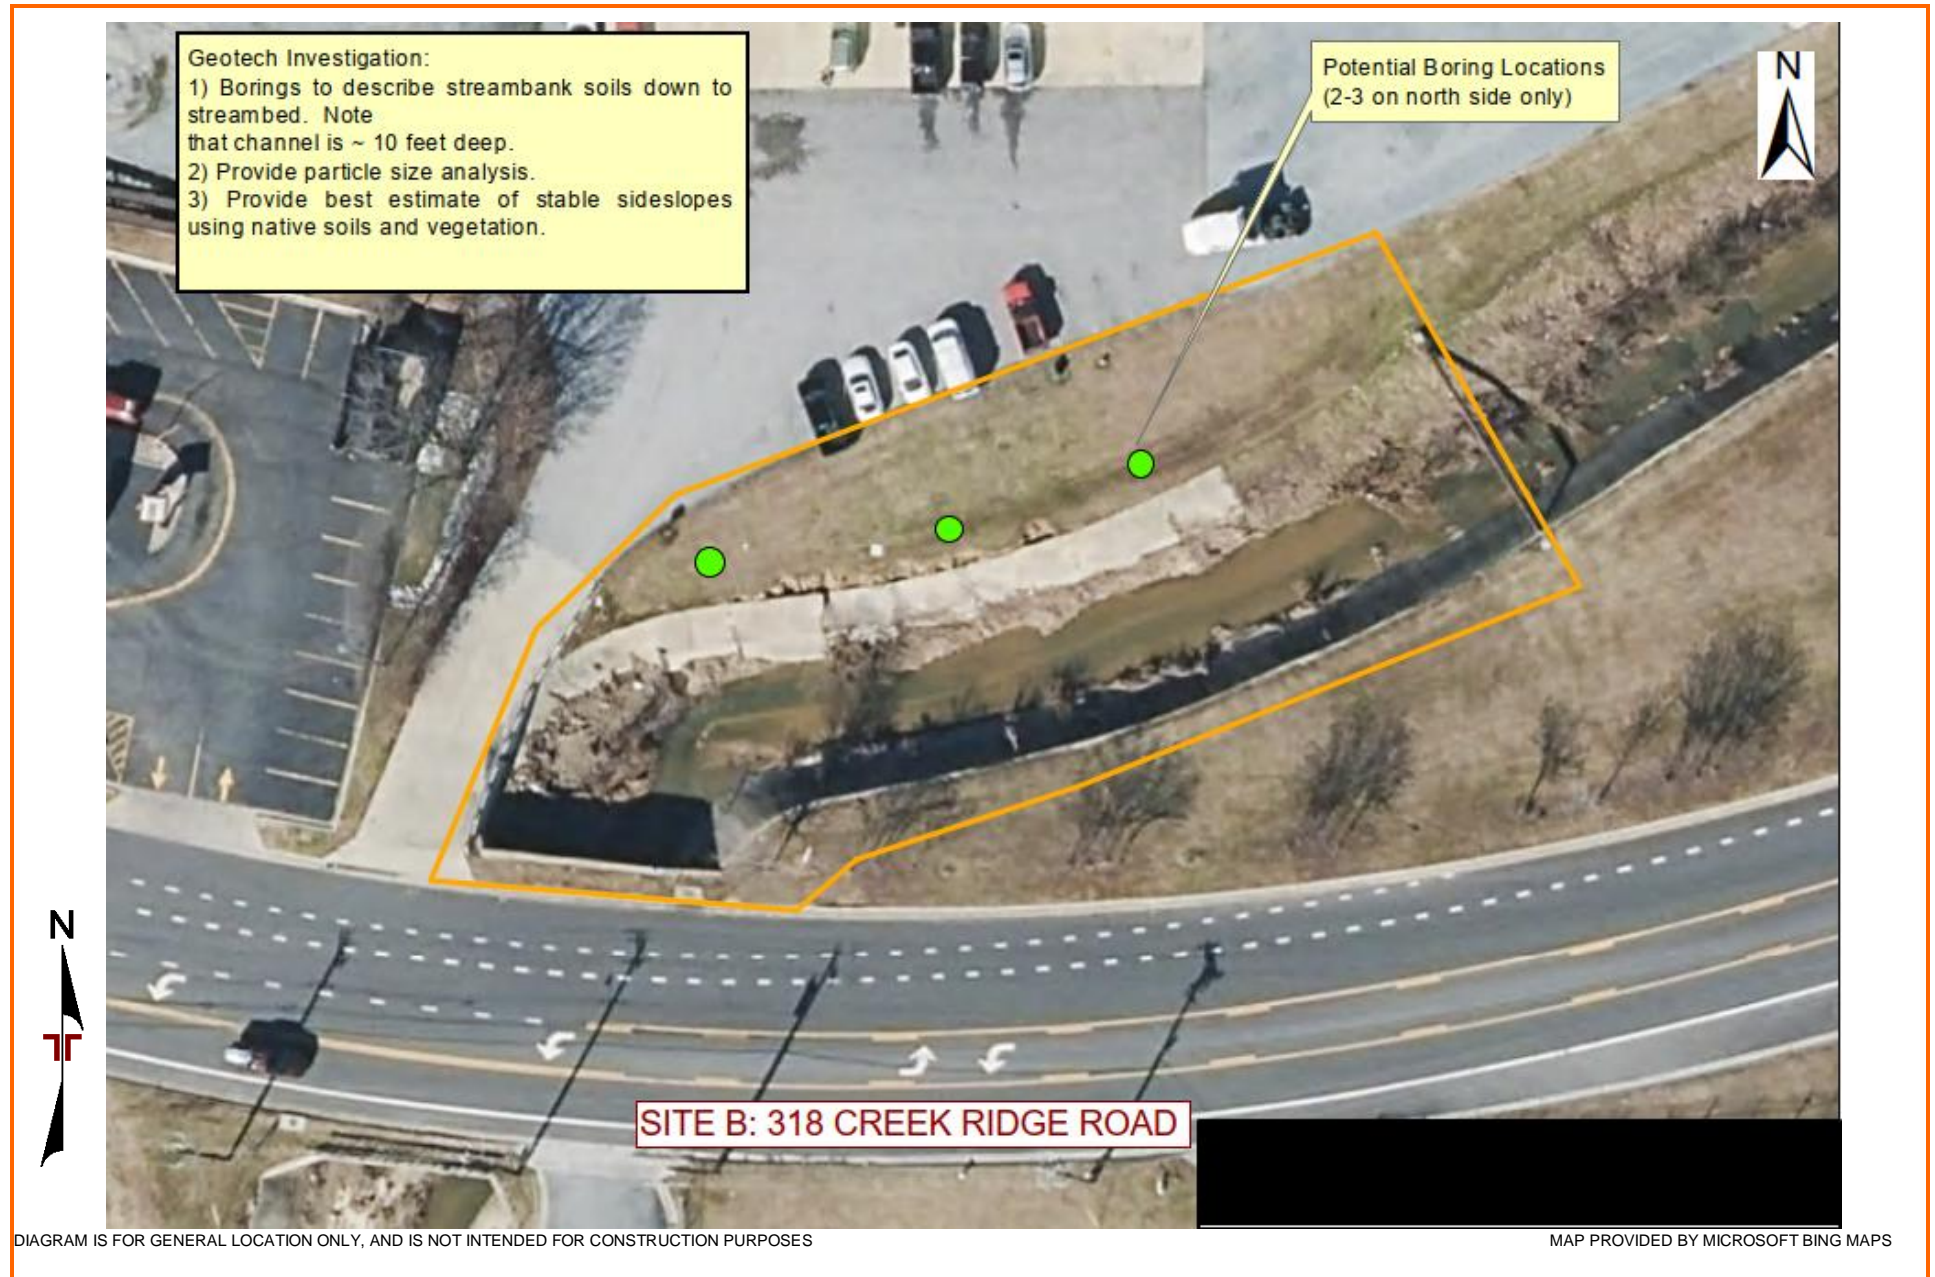 Geotech Investigation:
1) Borings to describe streambank soils down to
streambed. Note
that channel is ~ 10 feet deep.
2) Provide particle size analysis.
3) Provide best estimate of stable sideslopes
using native soils and vegetation.
Potential Boring Locations
(2-3 on north side only)
N
N
SITE B: 318 CREEK RIDGE ROAD
DIAGRAM IS FOR GENERAL LOCATION ONLY, AND IS NOT INTENDED FOR CONSTRUCTION PURPOSES
MAP PROVIDED BY MICROSOFT BING MAPS